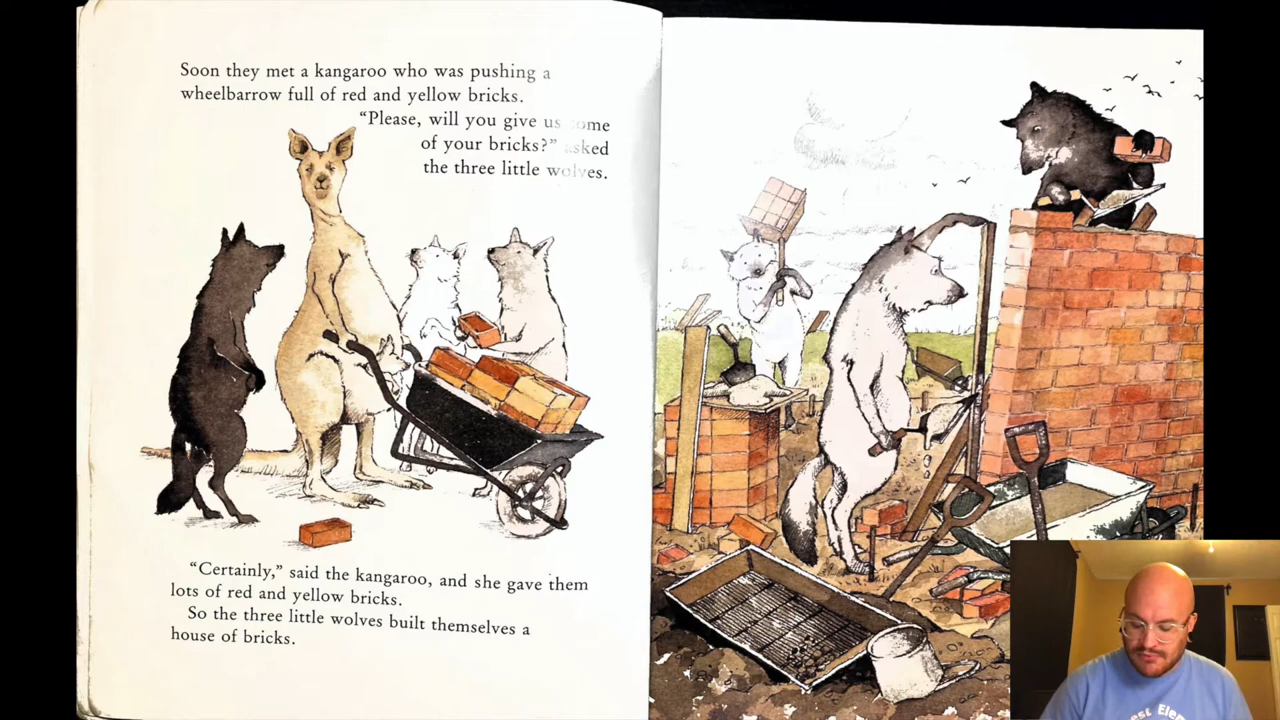 Soon they met a kangaroo who was pushing a
wheelbarrow full of red and yellow bricks.
“Please, will you give us some
of your bricks?” asked
the three little wolves.
“Certainly,” said the kangaroo, and she gave them
lots of red and yellow bricks.
So the three little wolves built themselves a
house of bricks.